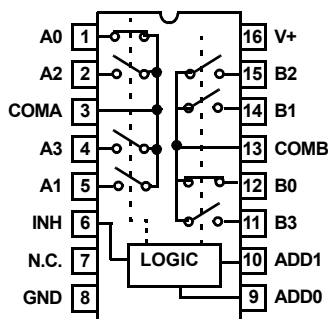 A0 1 16 V+
A2 2 15 B2
COMA 3 14 B1
A3 4 13 COMB
A1 5 12 B0
INH 6 11 B3
N.C. 7 LOGIC 10 ADD1
GND 8 9 ADD0